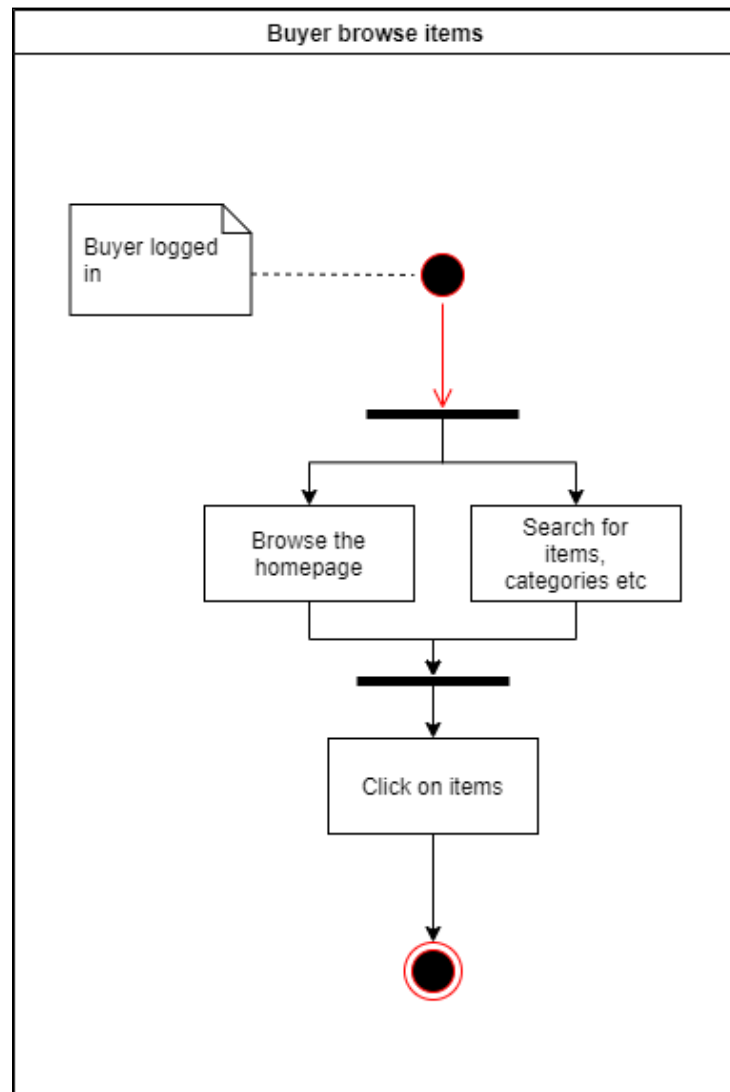 Buyer browse items
Buyer logged
in
Browse the
homepage
Search for
items,
categories etc
Click on items